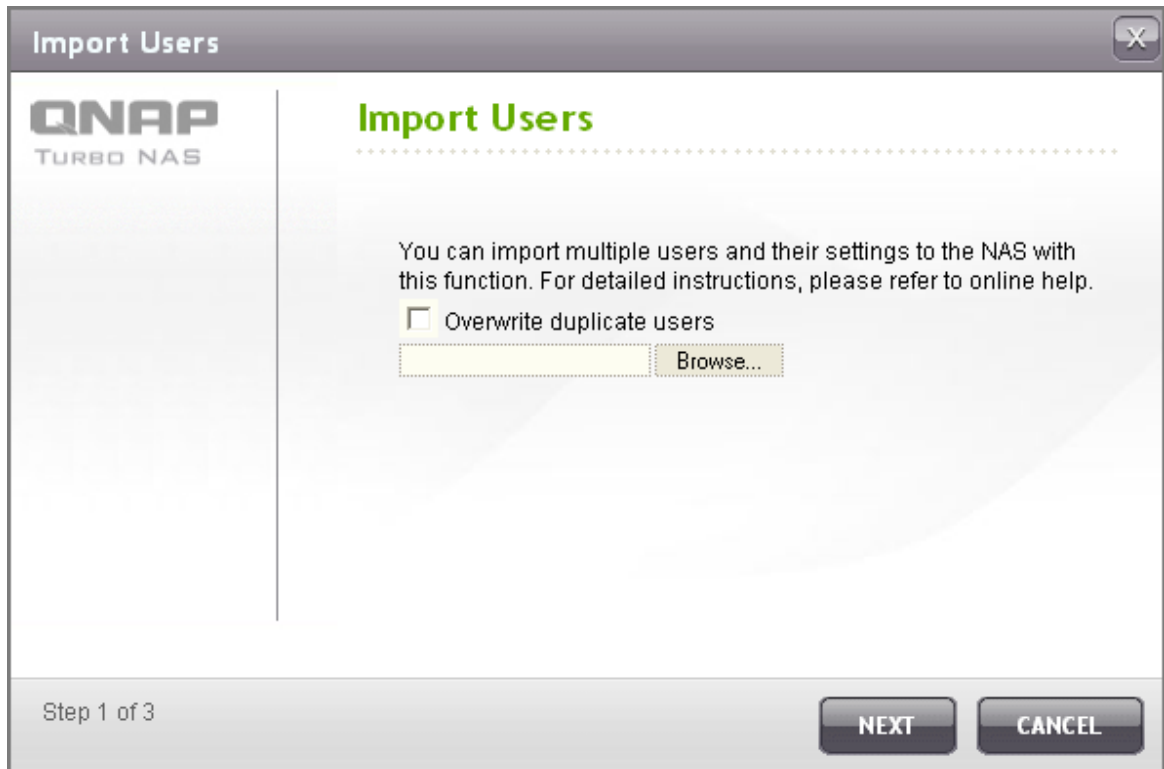 Import Users
X
QNAP
TURBO NAS
Import Users
You can import multiple users and their settings to the NAS with
this function. For detailed instructions, please refer to online help.
Overwrite duplicate users
Browse...
Step 1 of 3
NEXT
CANCEL